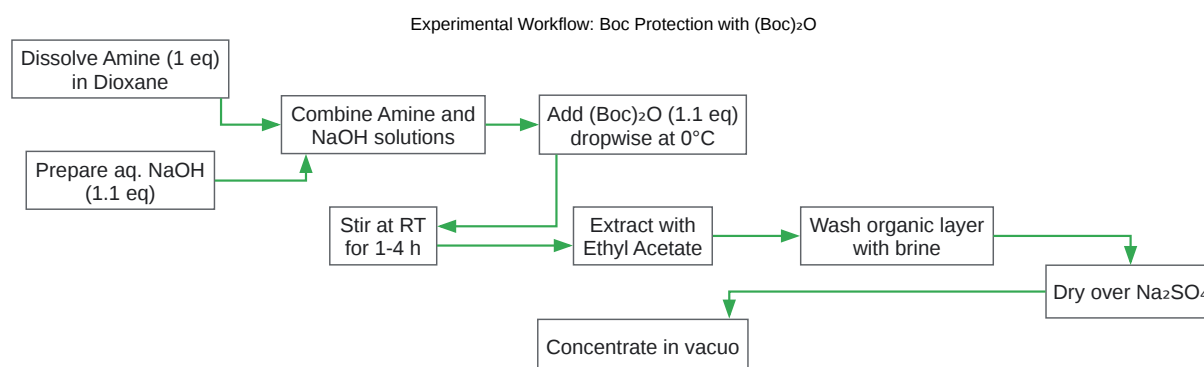 Experimental Workflow: Boc Protection with (Boc)₂O
Dissolve Amine (1 eq)
in Dioxane
Prepare aq. NaOH
(1.1 eq)
Combine Amine and
NaOH solutions
Add (Boc)₂O (1.1 eq)
dropwise at 0°C
Stir at RT
for 1-4 h
Extract with
Ethyl Acetate
Wash organic layer
with brine
Dry over Na₂SO₄
Concentrate in vacuo